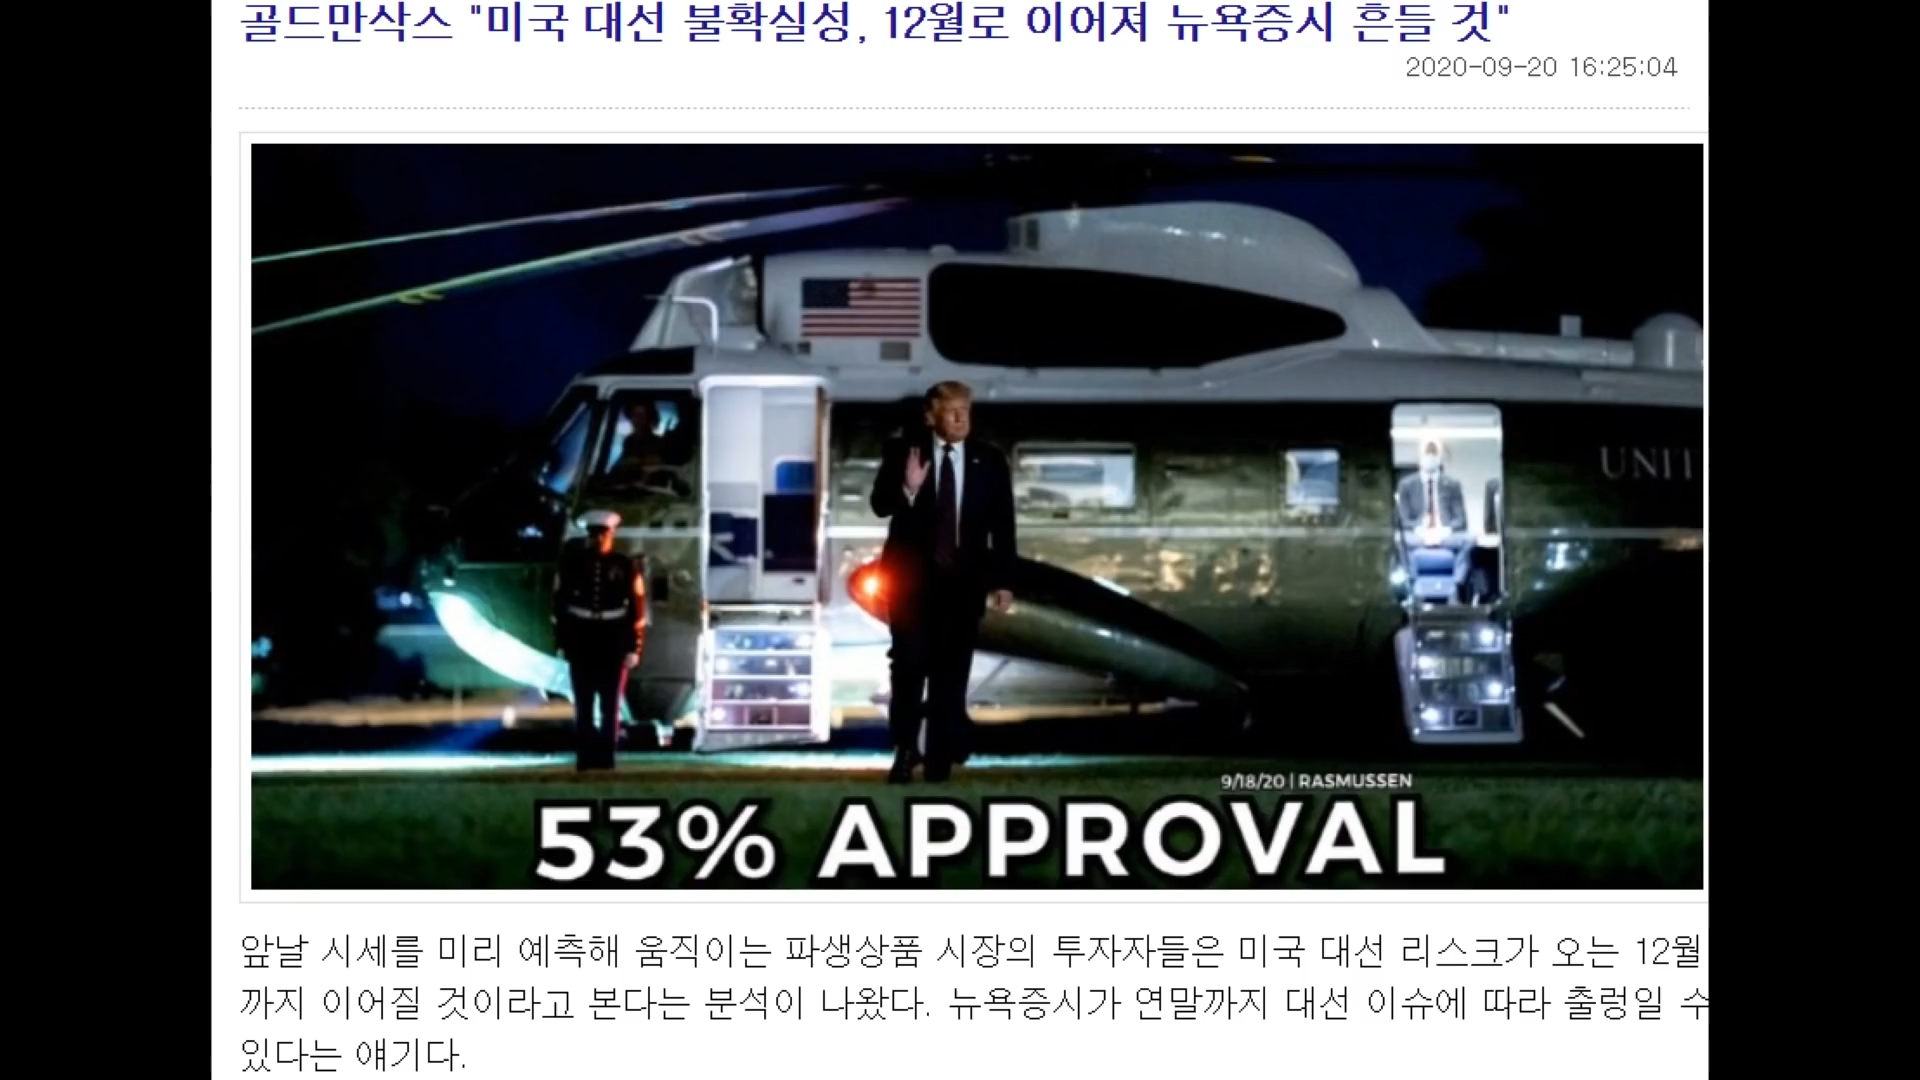 골드만삭스 "미국 대선 불확실성, 12월로 이어져 뉴욕증시 흔들 것"
2020-09-20 16:25:04
UNIT
9/18/20 | RASMUSSEN
53% APPROVAL
앞날 시세를 미리 예측해 움직이는 파생상품 시장의 투자자들은 미국 대선 리스크가 오는 12월
까지 이어질 것이라고 본다는 분석이 나왔다. 뉴욕증시가 연말까지 대선 이슈에 따라 출렁일 수
있다는 얘기다.